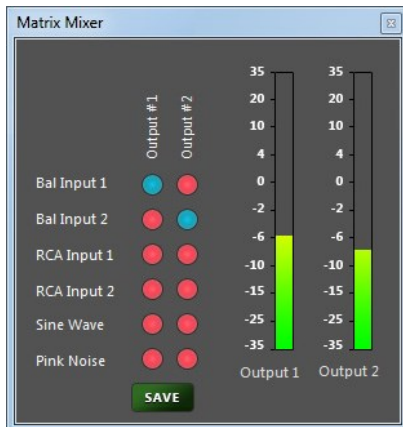 Matrix Mixer
Output #1
Output #2
Bal Input 1
Bal Input 2
RCA Input 1
RCA Input 2
Sine Wave
Pink Noise
SAVE
35
20
10
4
0
-2
-6
-10
-15
-25
-35
Output 1
35
20
10
4
0
-2
-6
-10
-15
-25
-35
Output 2